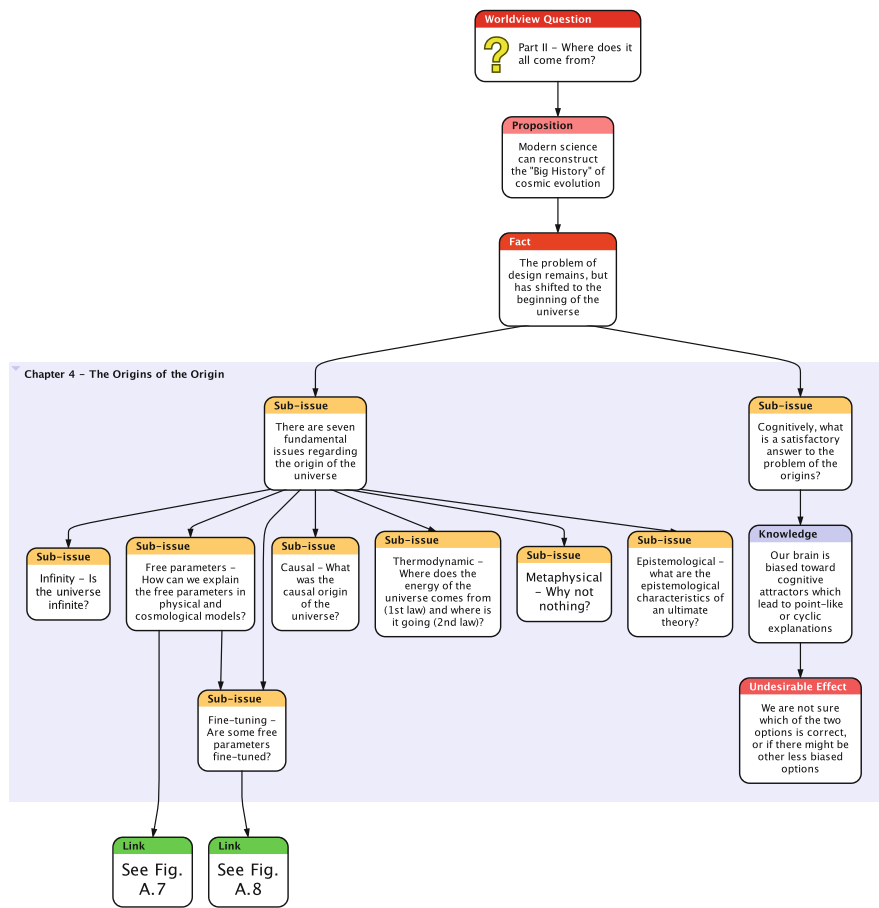 Worldview Question
Part II – Where does it
all come from?
Proposition
Modern science
can reconstruct
the "Big History" of
cosmic evolution
Fact
The problem of
design remains, but
has shifted to the
beginning of the
universe
Chapter 4 – The Origins of the Origin
Sub-issue
There are seven
fundamental
issues regarding
the origin of the
universe
Sub-issue
Cognitively, what
is a satisfactory
answer to the
problem of the
origins?
Sub-issue
Infinity – Is
the universe
infinite?
Sub-issue
Free parameters –
How can we explain
the free parameters in
physical and
cosmological models?
Sub-issue
Causal – What
was the
causal origin
of the
universe?
Sub-issue
Thermodynamic –
Where does the
energy of the
universe comes from
(1st law) and where is
it going (2nd law)?
Sub-issue
Metaphysical
– Why not
nothing?
Sub-issue
Epistemological –
what are the
epistemological
characteristics of
an ultimate
theory?
Knowledge
Our brain is
biased toward
cognitive
attractors which
lead to point-like
or cyclic
explanations
Sub-issue
Fine-tuning –
Are some free
parameters
fine-tuned?
Undesirable Effect
We are not sure
which of the two
options is correct,
or if there might be
other less biased
options
Link
See Fig.
A.7
Link
See Fig.
A.8